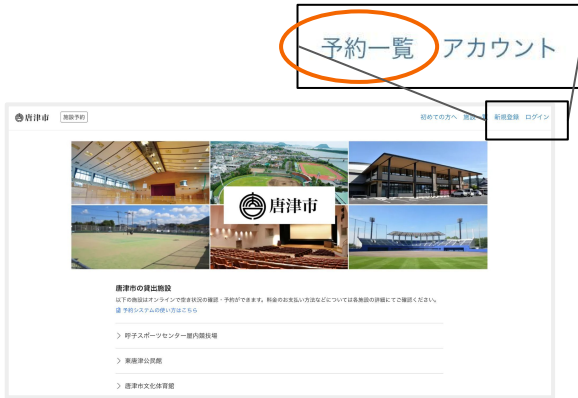 予約一覧 アカウント
唐津市 施設予約 初めての方へ 新規登録 ログイン
唐津市
唐津市の貸出施設
以下の施設はオンラインで空き状況の確認・予約ができます。料金のお支払い方法などについては各施設の詳細にてご確認ください。
予約システムの使い方はこちら
呼子スポーツセンター屋内競技場
東唐津公民館
唐津市文化体育館